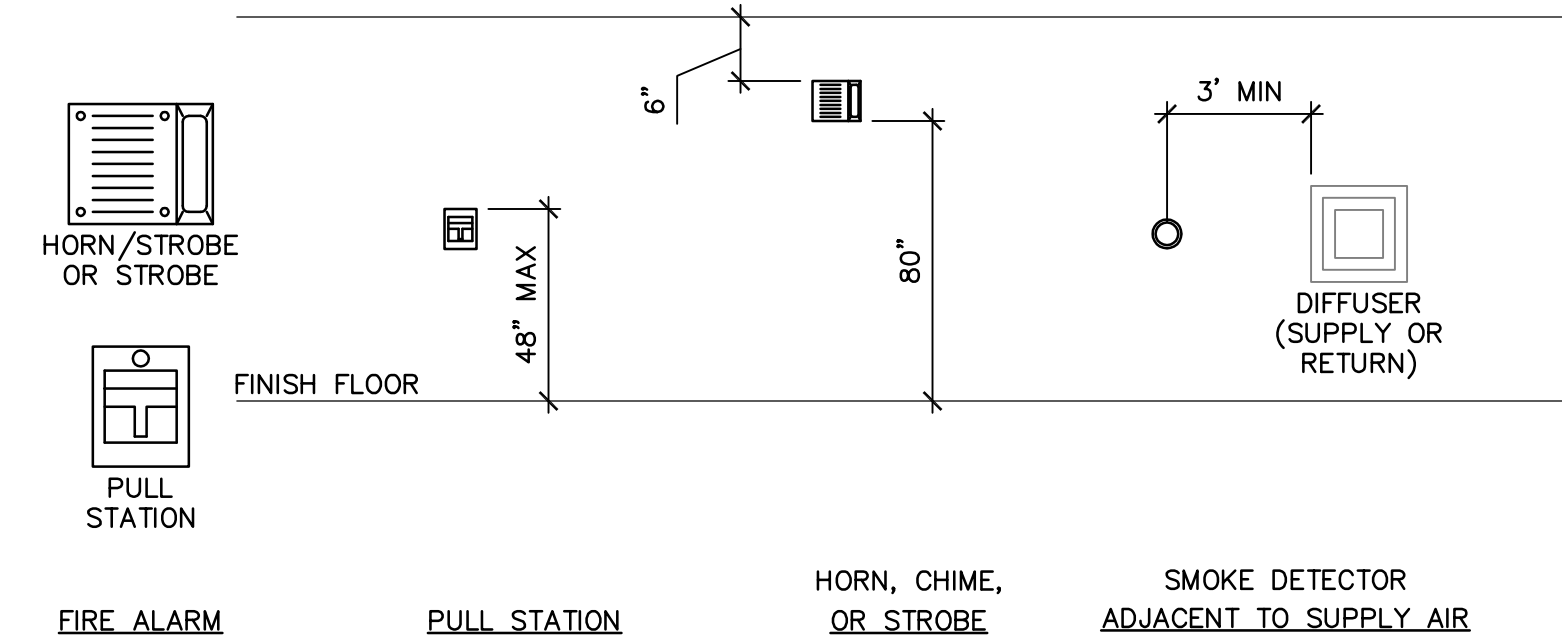 6”
3’ MIN
HORN/STROBE
OR STROBE
48” MAX
80”
DIFFUSER
(SUPPLY OR
RETURN)
FINISH FLOOR
PULL
STATION
FIRE ALARM
PULL STATION
HORN, CHIME,
OR STROBE
SMOKE DETECTOR
ADJACENT TO SUPPLY AIR